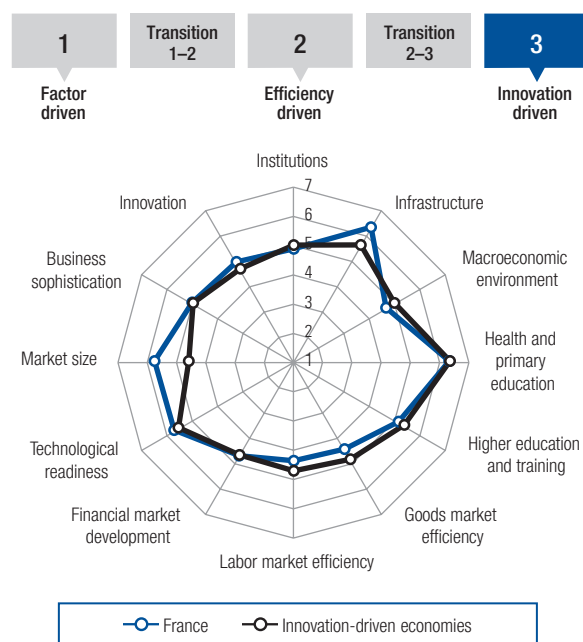 1
Transition
1–2
2
Transition
2–3
3
Factor
driven
Efficiency
driven
Innovation
driven
Institutions
Infrastructure
Macroeconomic
environment
Health and
primary
education
Higher education
and training
Goods market
efficiency
Labor market efficiency
Financial market
development
Technological
readiness
Market size
Business
sophistication
Innovation
7
6
5
4
3
2
1
France
Innovation-driven economies